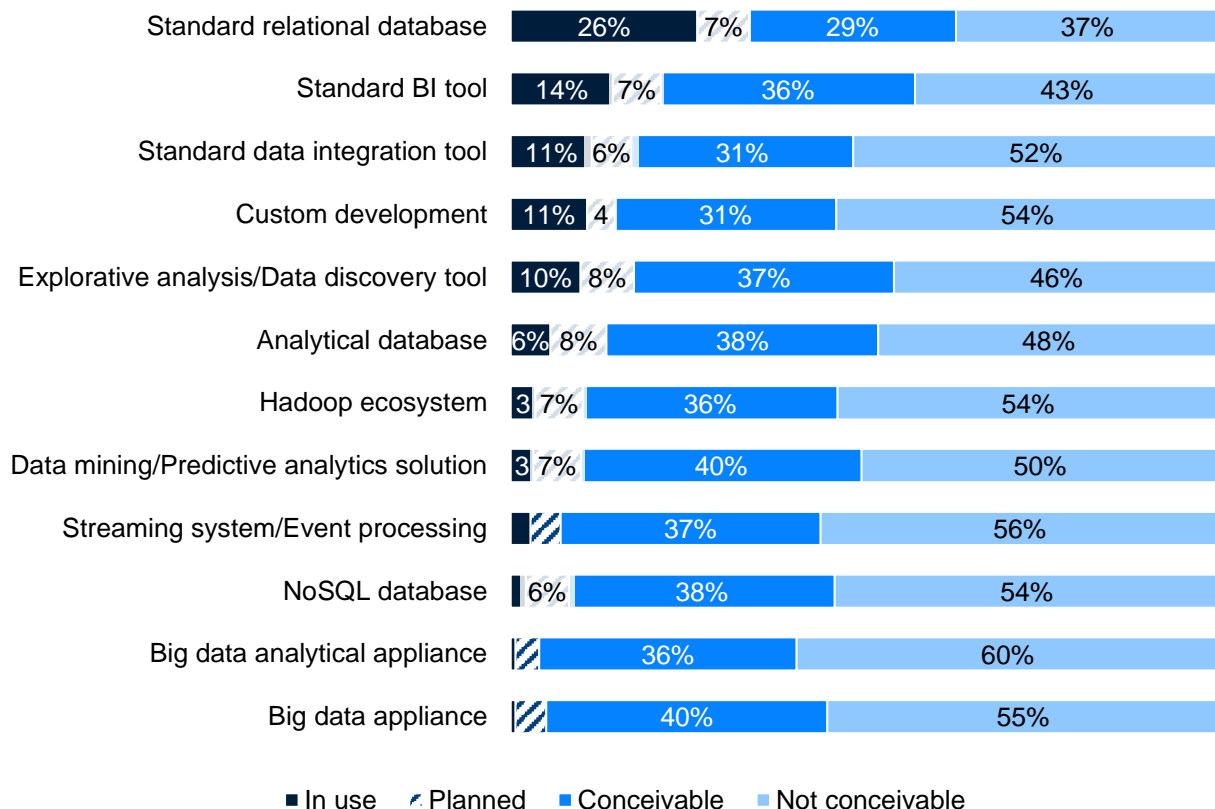 Standard relational database 26% 7% 29% 37%
Standard BI tool 14% 7% 36% 43%
Standard data integration tool 11% 6% 31% 52%
Custom development 11% 4 31% 54%
Explorative analysis/Data discovery tool 10% 8% 37% 46%
Analytical database 6% 8% 38% 48%
Hadoop ecosystem 3 7% 36% 54%
Data mining/Predictive analytics solution 3 7% 40% 50%
Streaming system/Event processing 37% 56%
NoSQL database 6% 38% 54%
Big data analytical appliance 36% 60%
Big data appliance 40% 55%
In use Planned Conceivable Not conceivable